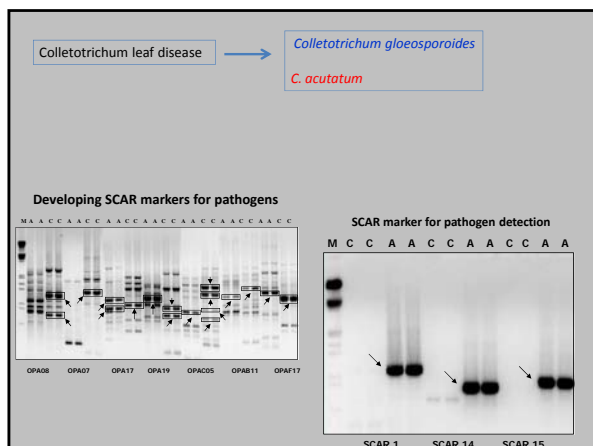 Colletotrichum leaf disease
Colletotrichum gloeosporoides
C. acutatum
Developing SCAR markers for pathogens
M A A C C A A C C A A C C A A C C A A C C A A C C A A C C
OPA08 OPA07 OPA17 OPA19 OPAC05 OPAB11 OPAF17
SCAR marker for pathogen detection
M C C A A C C A A C C A A
SCAR 1 SCAR 14 SCAR 15